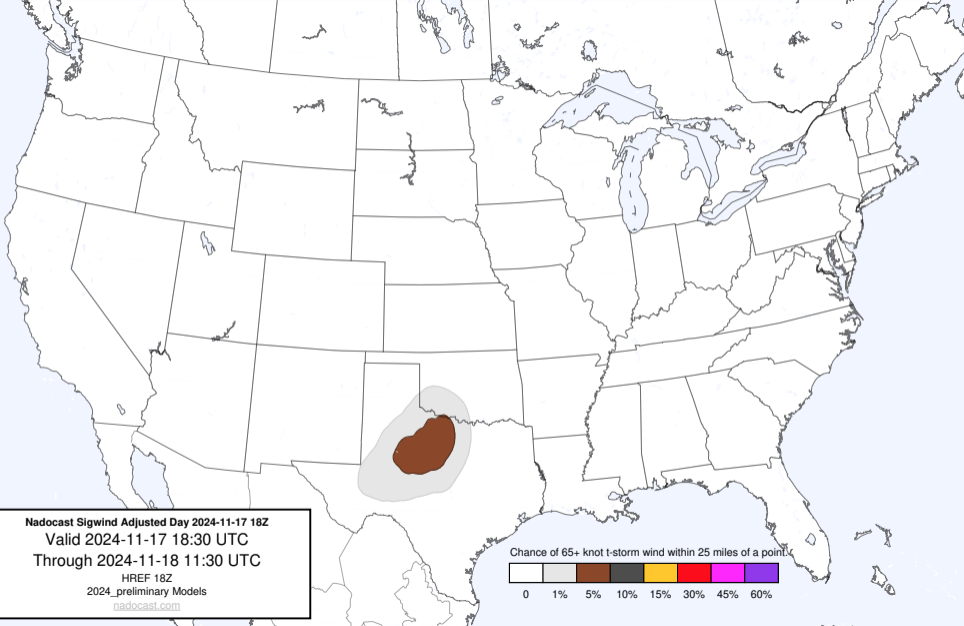 Nadocast Sigwind Adjusted Day 2024-11-17 18Z
Valid 2024-11-17 18:30 UTC
Through 2024-11-18 11:30 UTC
HREF 18Z
2024_preliminary Models
nadocast.com
Chance of 65+ knot t-storm wind within 25 miles of a point.
0 1% 5% 10% 15% 30% 45% 60%